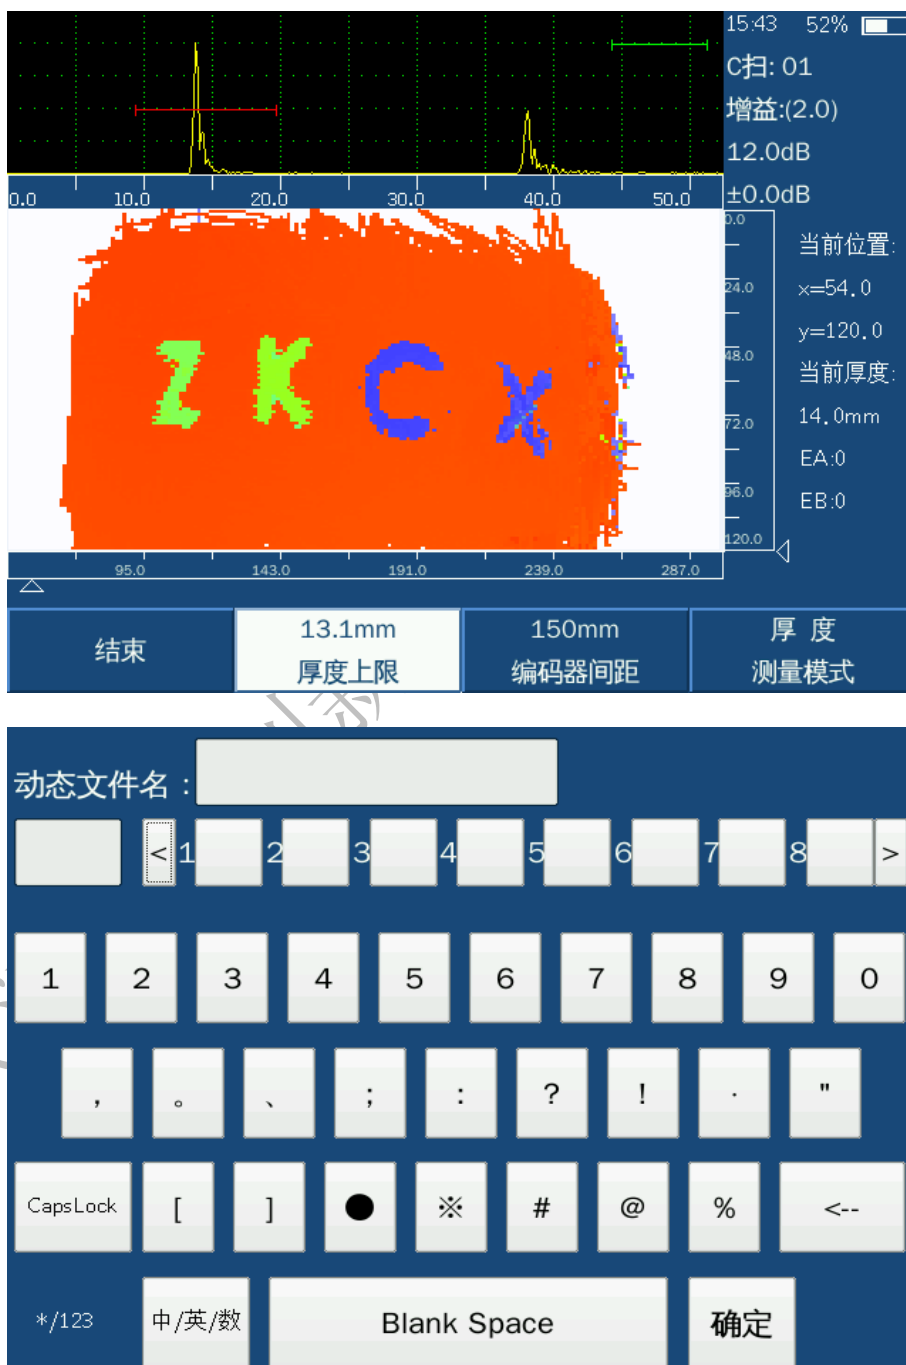 15:43 52%
C扫: 01
增益:(2.0)
12.0dB
±0.0dB
0.0 10.0 20.0 30.0 40.0 50.0
0.0
24.0
48.0
72.0
96.0
120.0
当前位置:
x=54.0
y=120.0
当前厚度:
14.0mm
EA:0
EB:0
Z K C x
95.0 143.0 191.0 239.0 287.0
结束
13.1mm
厚度上限
150mm
编码器间距
厚 度
测量模式
动态文件名:
< 1 2 3 4 5 6 7 8 >
1 2 3 4 5 6 7 8 9 0
, 。 、 ; : ? ! · "
CapsLock [ ] ● ※ # @ % <--
*/123 中/英/数 Blank Space 确定